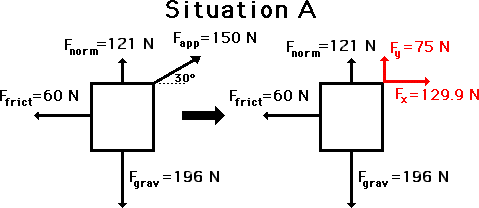 Situation A
Fnorm=121 N
Fapp=150 N
30°
Ffrict=60 N
Fgrav=196 N
Fnorm=121 N
Fy=75 N
Ffrict=60 N
Fx=129.9 N
Fgrav=196 N